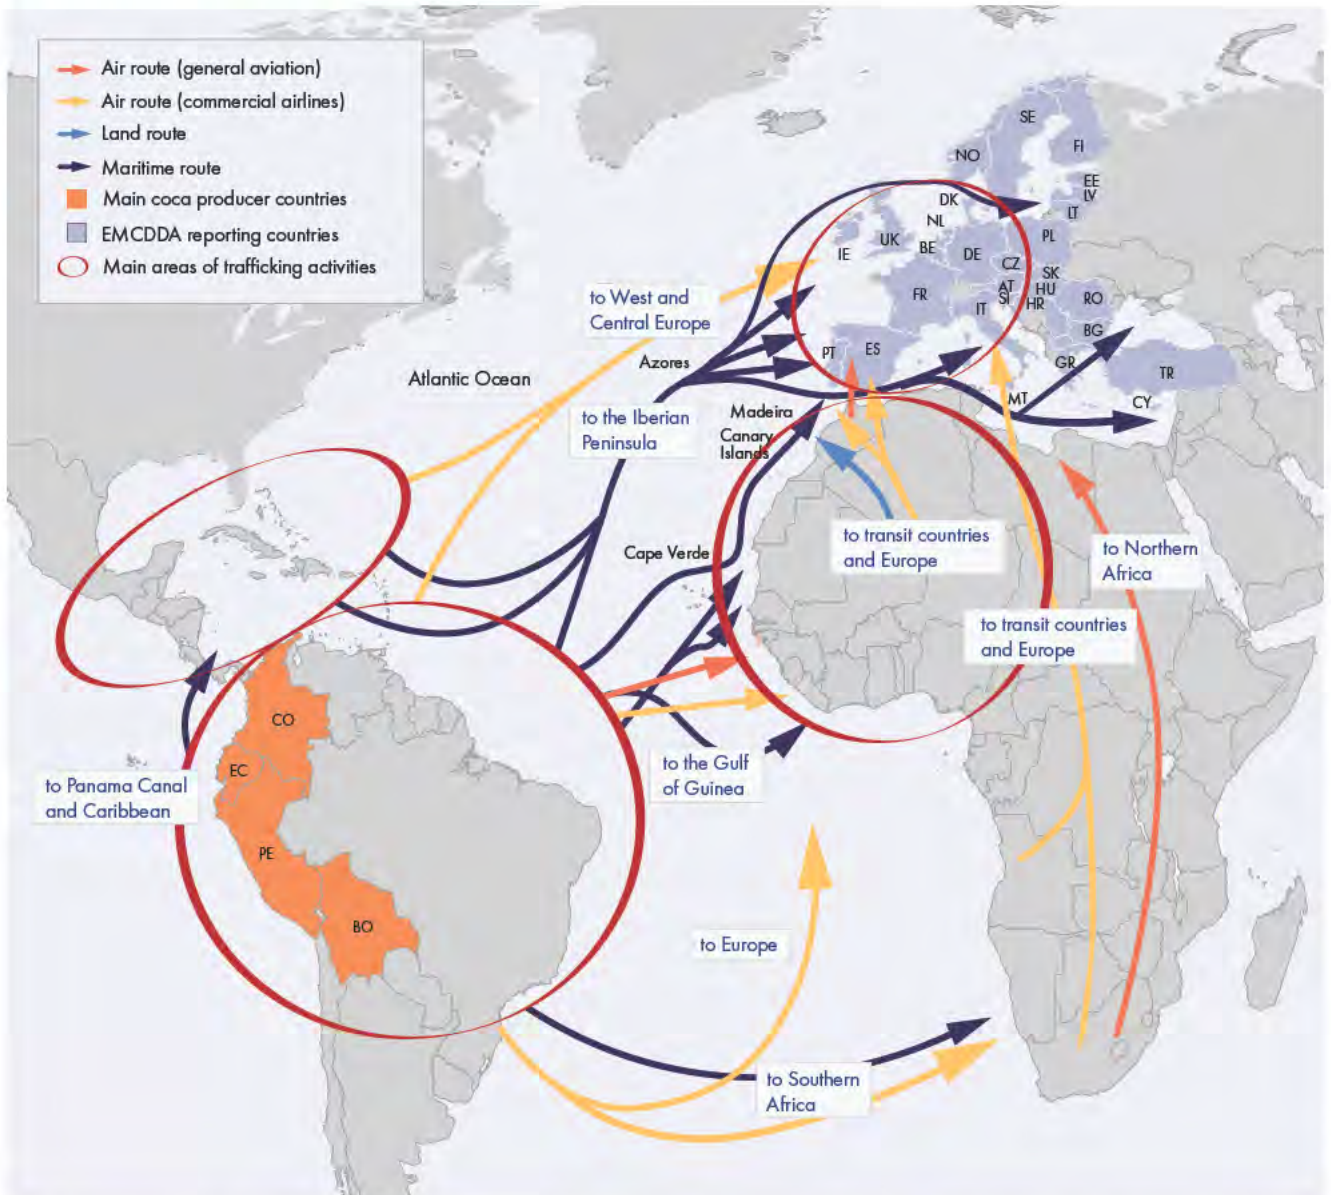 Air route (general aviation)
Air route (commercial airlines)
Land route
Maritime route
Main coca producer countries
EMCDDA reporting countries
Main areas of trafficking activities
SE
FI
NO
EE
LV
LT
DK
NL
IE
UK
BE
DE
PL
CZ
SK
AT
HU
SI
HR
FR
IT
RO
BG
PT
ES
GR
TR
MT
CY
to West and
Central Europe
Azores
Atlantic Ocean
to the Iberian
Peninsula
Madeira
Canary
Islands
Cape Verde
to transit countries
and Europe
to Northern
Africa
to transit countries
and Europe
CO
EC
PE
BO
to Panama Canal
and Caribbean
to the Gulf
of Guinea
to Europe
to Southern
Africa